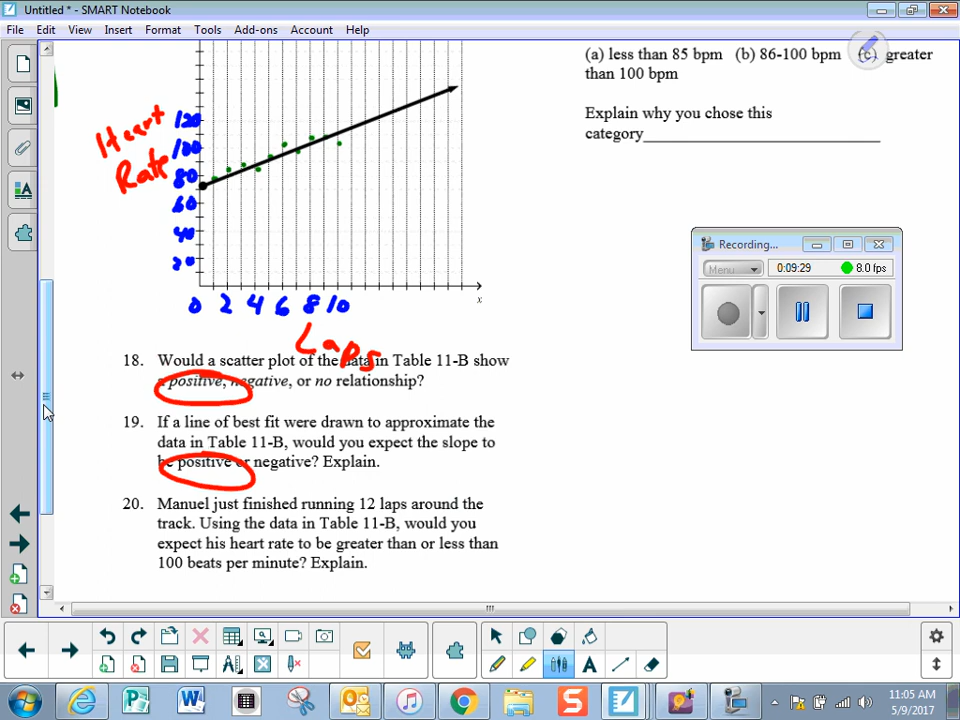 Untitled * - SMART Notebook
File Edit View Insert Format Tools Add-ons Account Help
(a) less than 85 bpm (b) 86-100 bpm (c) greater
than 100 bpm
Explain why you chose this
category____________________
Heart
Rate
120
100
80
60
40
20
0 2 4 6 8 10
x
Laps
Recording...
Menu
0:09:29
8.0 fps
18. Would a scatter plot of the data in Table 11-B show
a positive, negative, or no relationship?
19. If a line of best fit were drawn to approximate the
data in Table 11-B, would you expect the slope to
be positive or negative? Explain.
20. Manuel just finished running 12 laps around the
track. Using the data in Table 11-B, would you
expect his heart rate to be greater than or less than
100 beats per minute? Explain.
11:05 AM
5/9/2017